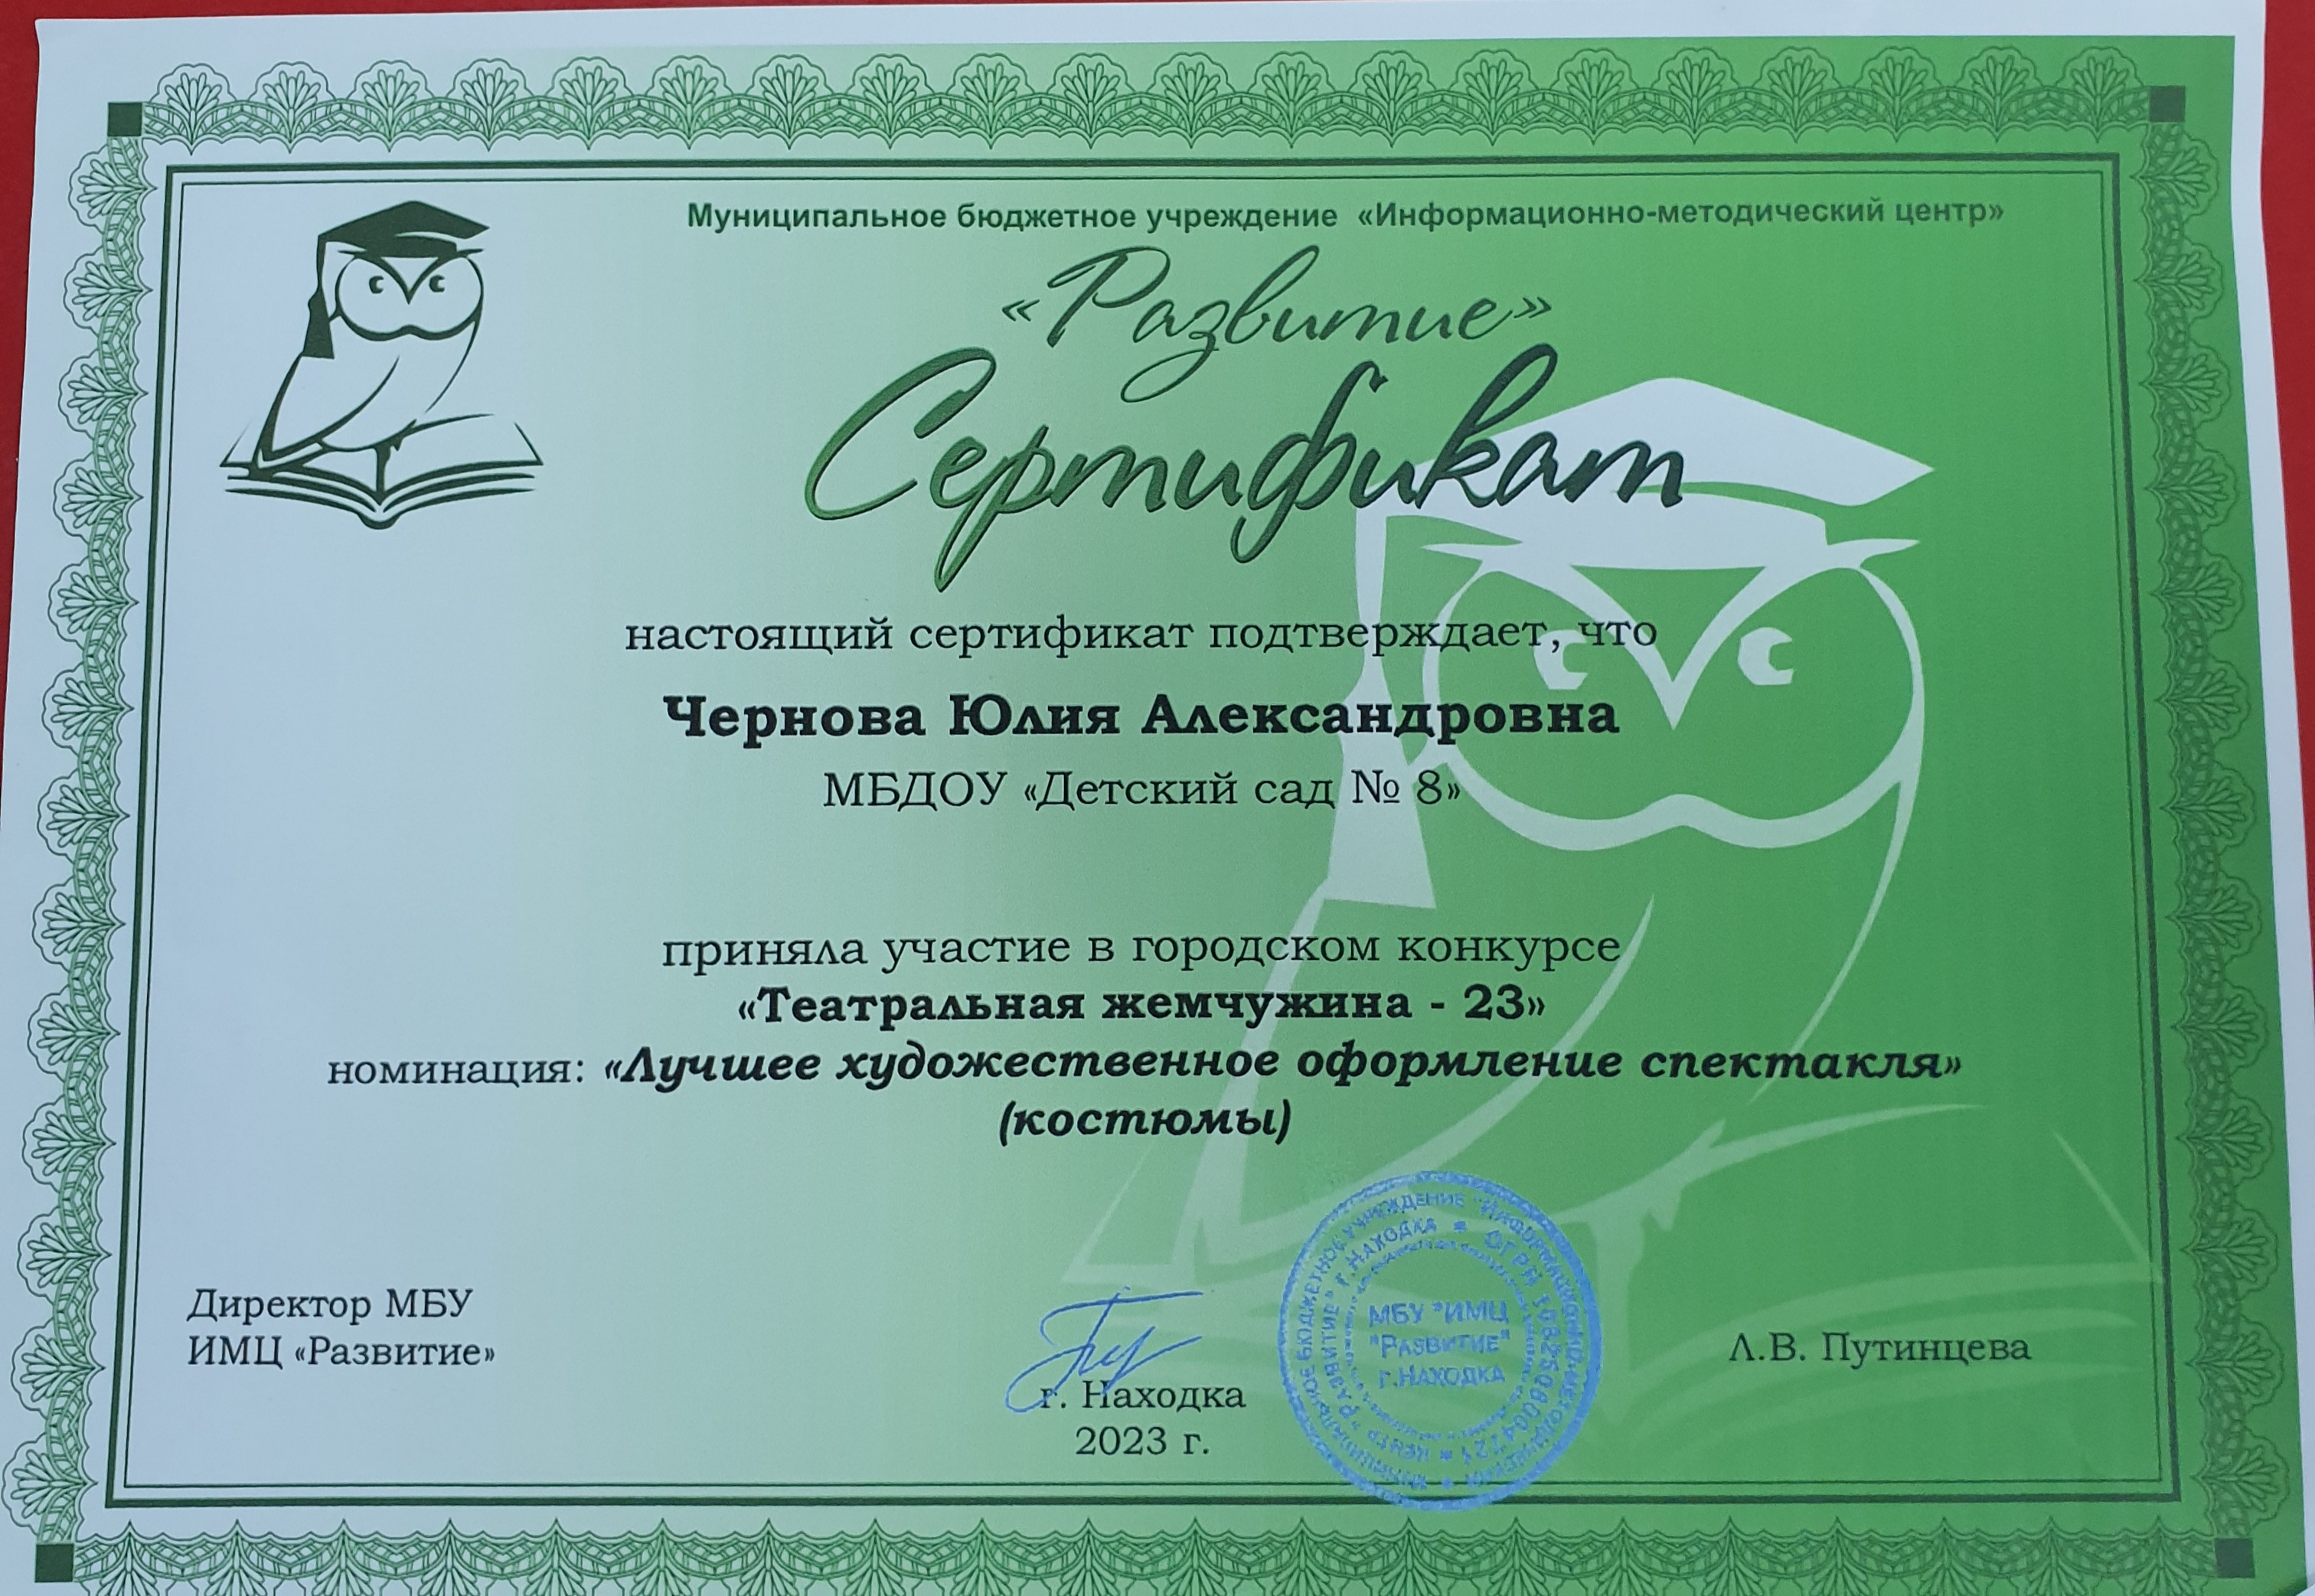 Муниципальное бюджетное учреждение «Информационно-методический центр»
«Развитие»
Сертификат
настоящий сертификат подтверждает, что
Чернова Юлия Александровна
МБДОУ «Детский сад № 8»
приняла участие в городском конкурсе
«Театральная жемчужина - 23»
номинация: «Лучшее художественное оформление спектакля»
(костюмы)
Директор МБУ
ИМЦ «Развитие»
МБУ "ИМЦ
"РАЗВИТИЕ"
г.НАХОДКА
Л.В. Путинцева
г. Находка
2023 г.